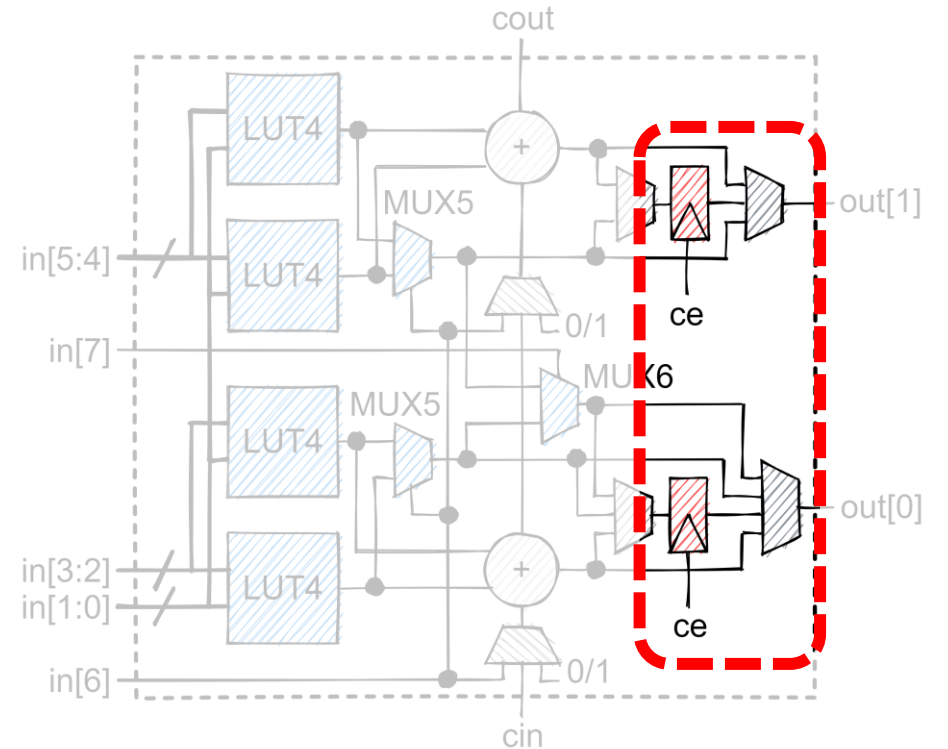 cout
LUT4
+
MUX5
out[1]
in[5:4]
LUT4
ce
0/1
in[7]
MUX6
MUX5
LUT4
out[0]
in[3:2]
+
in[1:0]
LUT4
ce
in[6]
0/1
cin